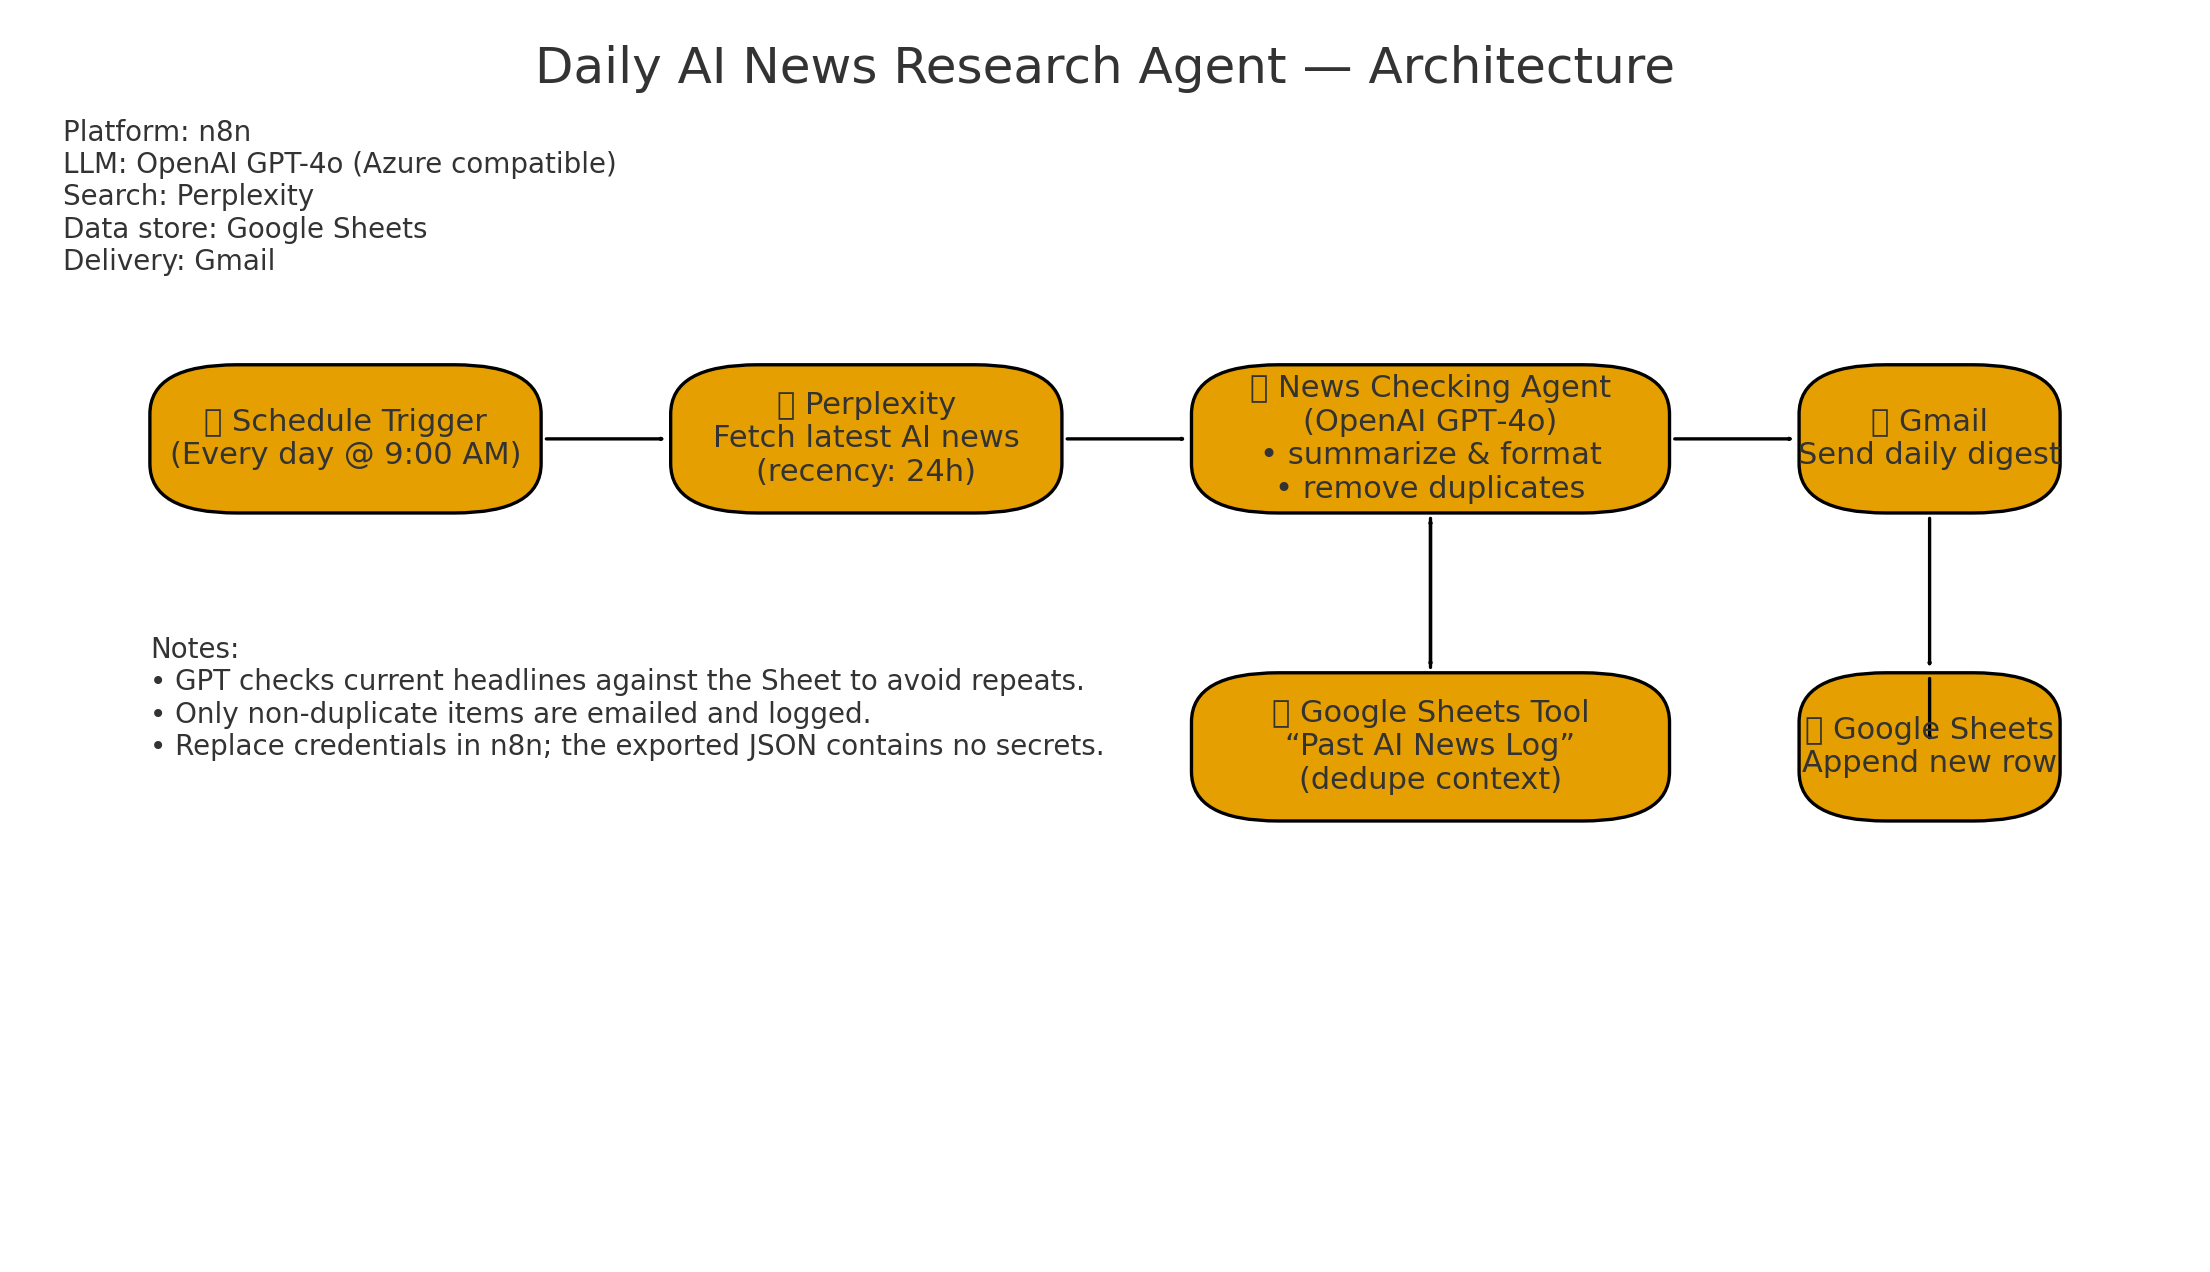 Daily AI News Research Agent — Architecture
Platform: n8n
LLM: OpenAI GPT-4o (Azure compatible)
Search: Perplexity
Data store: Google Sheets
Delivery: Gmail
Schedule Trigger
(Every day @ 9:00 AM)
Perplexity
Fetch latest AI news
(recency: 24h)
News Checking Agent
(OpenAI GPT-4o)
• summarize & format
• remove duplicates
Gmail
Send daily digest
Notes:
• GPT checks current headlines against the Sheet to avoid repeats.
• Only non-duplicate items are emailed and logged.
• Replace credentials in n8n; the exported JSON contains no secrets.
Google Sheets Tool
“Past AI News Log”
(dedupe context)
Google Sheets
Append new row